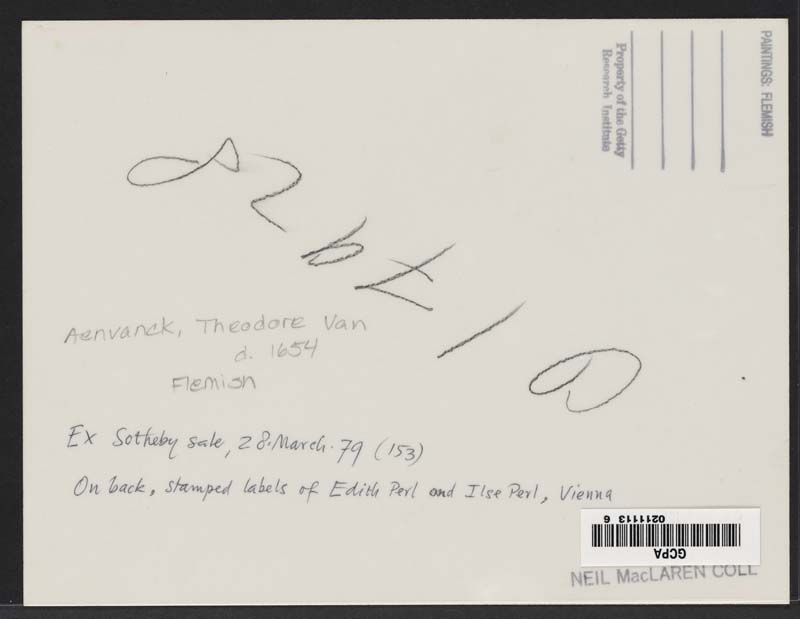 PAINTINGS: FLEMISH
Property of the Getty
Research Institute
Aenvanck, Theodore Van
d. 1654
Flemish
Ex Sotheby sale, 28.March.79 (153)
On back, stamped labels of Edith Perl and Ilse Perl, Vienna
GCPA
0211113 6
NEIL MacLAREN COLL